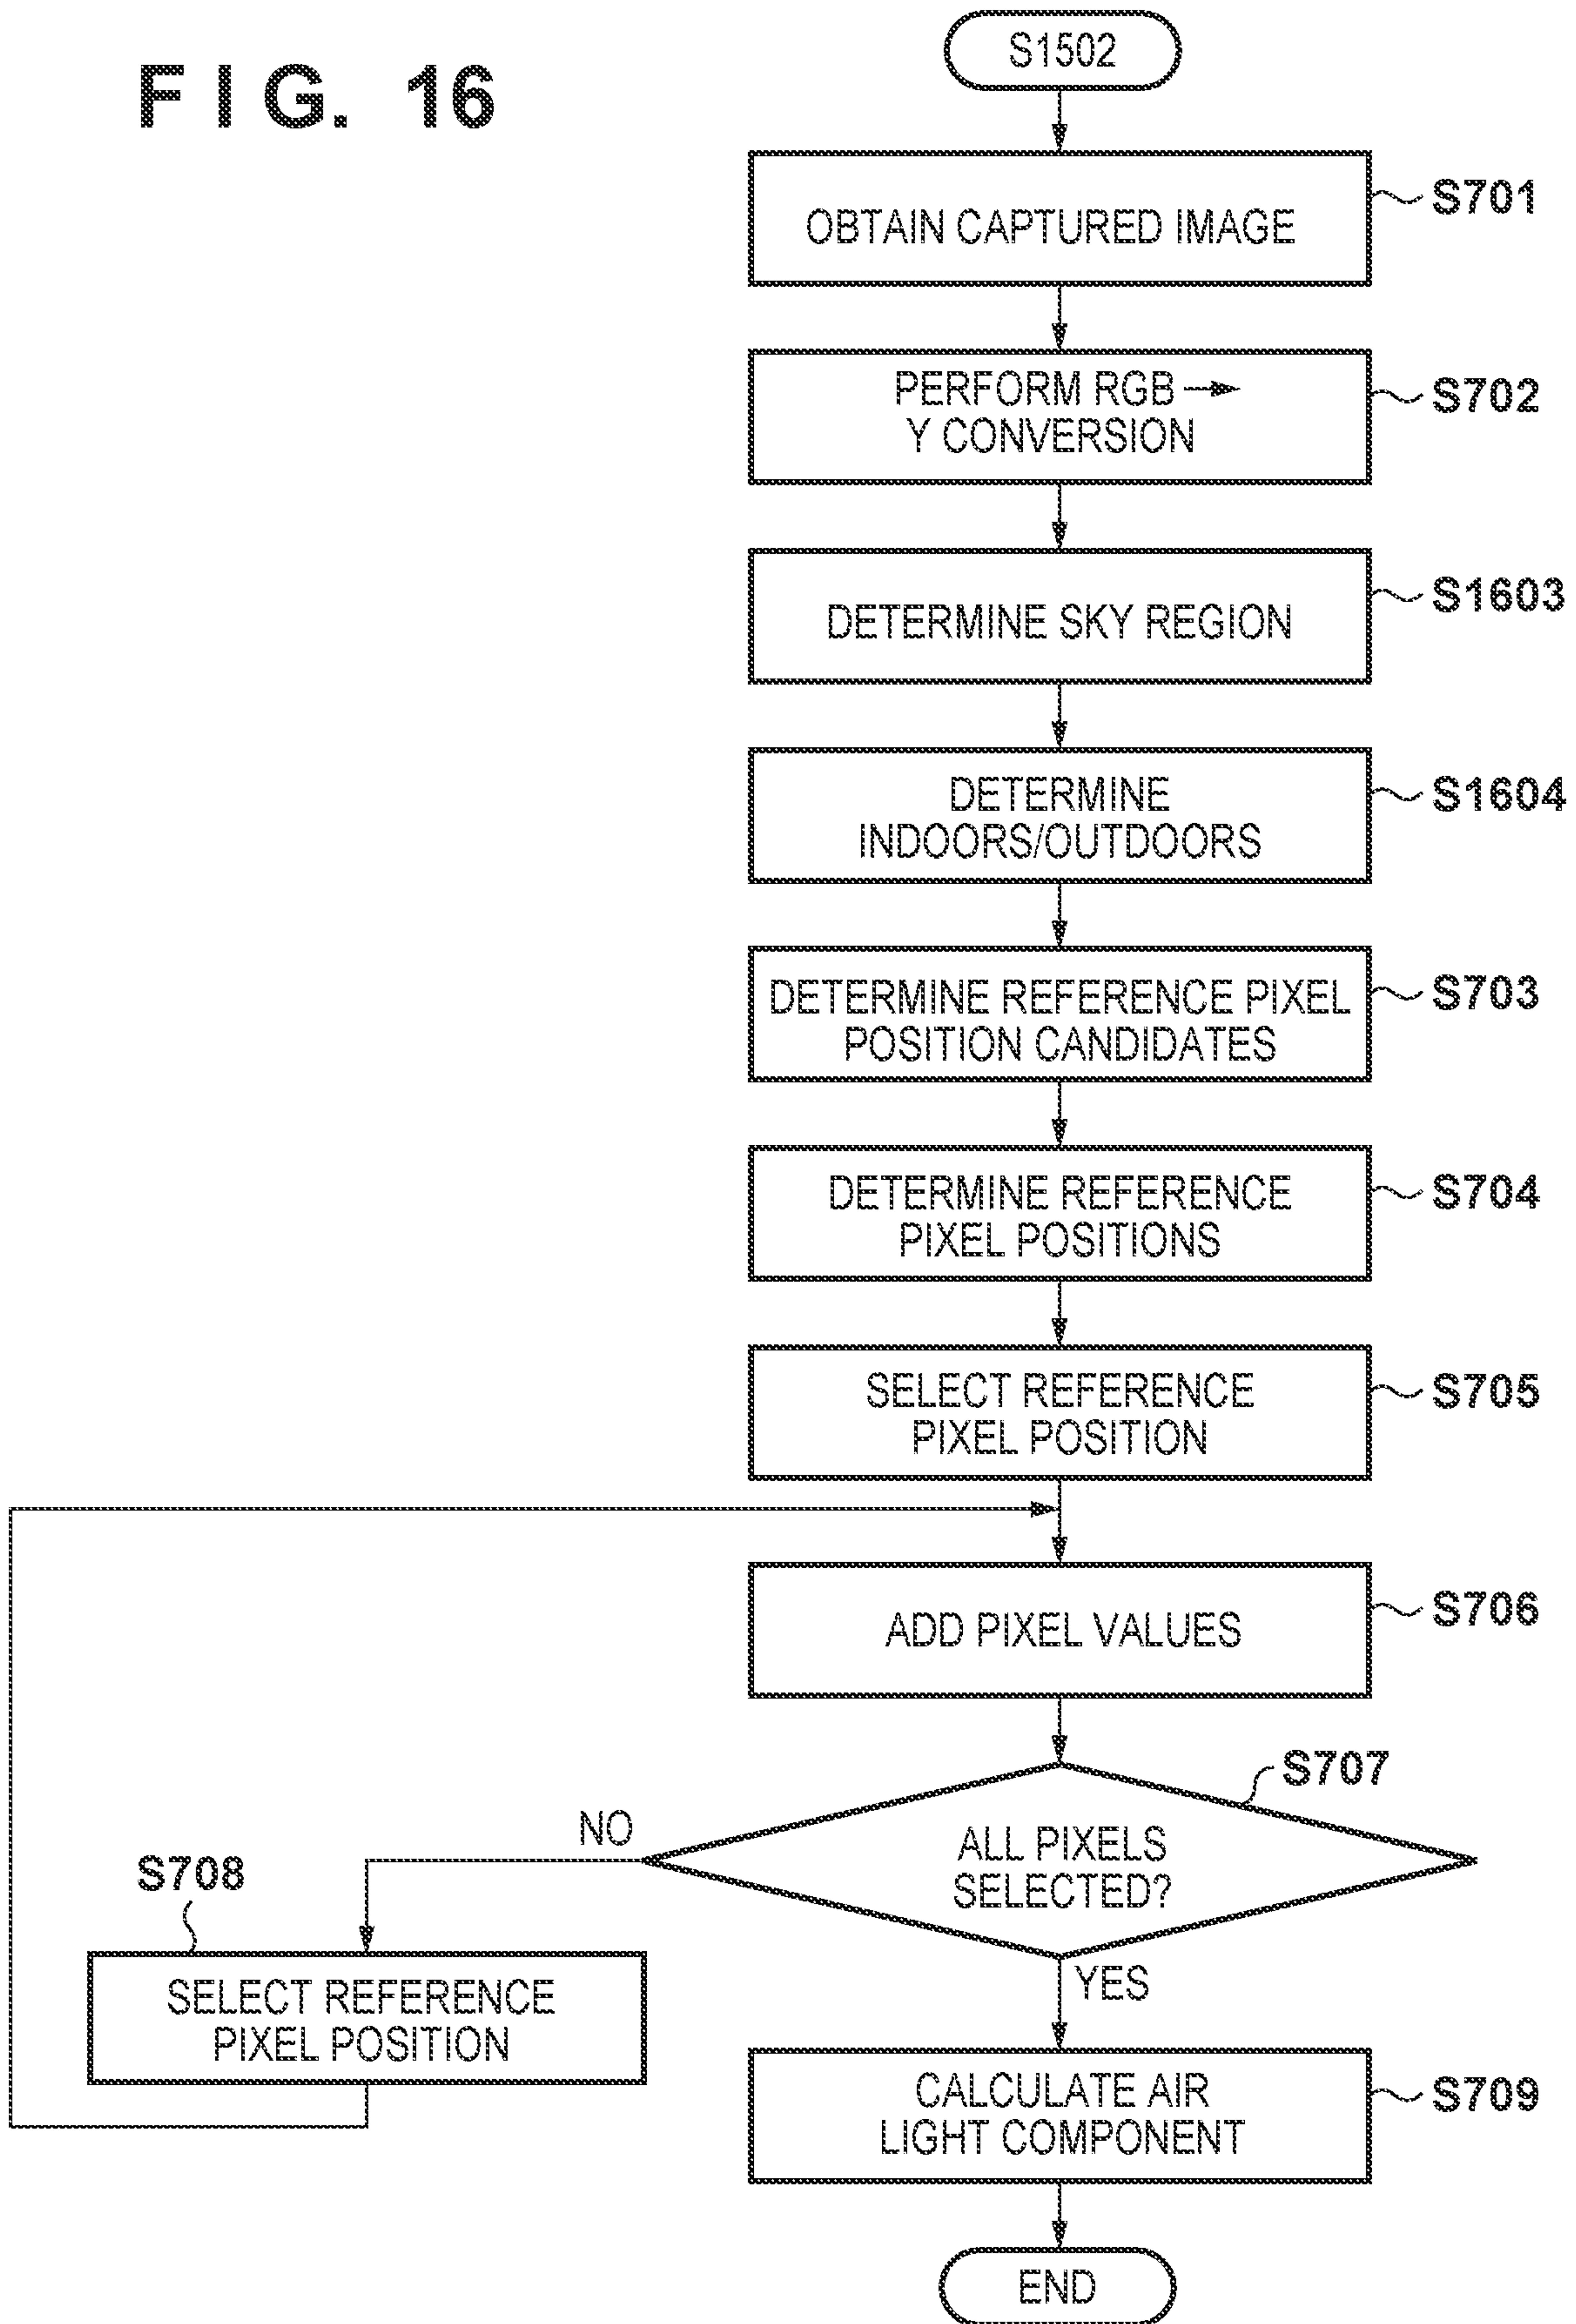 FIG. 16
S1502
OBTAIN CAPTURED IMAGE
S701
PERFORM RGB →
Y CONVERSION
S702
DETERMINE SKY REGION
S1603
DETERMINE
INDOORS/OUTDOORS
S1604
DETERMINE REFERENCE PIXEL
POSITION CANDIDATES
S703
DETERMINE REFERENCE
PIXEL POSITIONS
S704
SELECT REFERENCE
PIXEL POSITION
S705
ADD PIXEL VALUES
S706
S707
ALL PIXELS
SELECTED?
NO
S708
SELECT REFERENCE
PIXEL POSITION
YES
CALCULATE AIR
LIGHT COMPONENT
S709
END